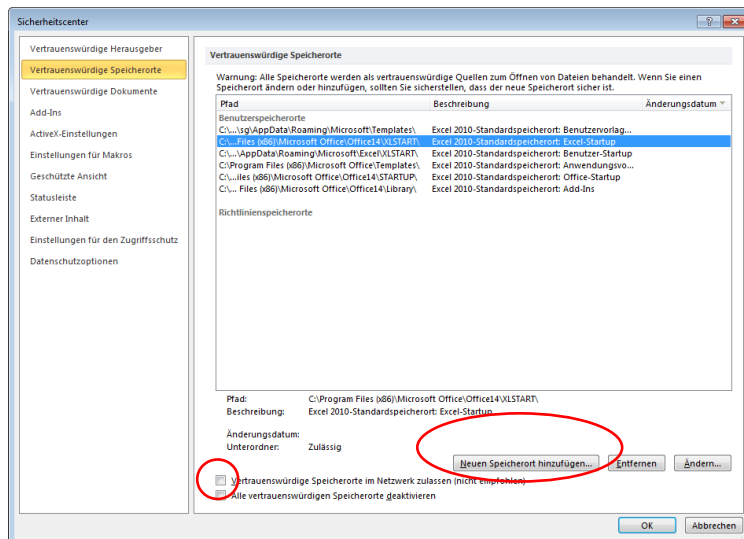 Sicherheitscenter
Vertrauenswürdige Herausgeber
Vertrauenswürdige Speicherorte
Vertrauenswürdige Dokumente
Add-Ins
ActiveX-Einstellungen
Einstellungen für Makros
Geschützte Ansicht
Statusleiste
Externer Inhalt
Einstellungen für den Zugriffsschutz
Datenschutzoptionen
Vertrauenswürdige Speicherorte
Warnung: Alle Speicherorte werden als vertrauenswürdige Quellen zum Öffnen von Dateien behandelt. Wenn Sie einen
Speicherort ändern oder hinzufügen, sollten Sie sicherstellen, dass der neue Speicherort sicher ist.
Pfad Beschreibung Änderungsdatum
Benutzerspeicherorte
C:\...\sg\AppData\Roaming\Microsoft\Templates\ Excel 2010-Standardspeicherort: Benutzervorlag...
C:\...Files (x86)\Microsoft Office\Office14\XLSTART\ Excel 2010-Standardspeicherort: Excel-Startup
C:\...\AppData\Roaming\Microsoft\Excel\XLSTART\ Excel 2010-Standardspeicherort: Benutzer-Startup
C:\Program Files (x86)\Microsoft Office\Templates\ Excel 2010-Standardspeicherort: Anwendungsvo...
C:\...iles (x86)\Microsoft Office\Office14\STARTUP\ Excel 2010-Standardspeicherort: Office-Startup
C:\... Files (x86)\Microsoft Office\Office14\Library\ Excel 2010-Standardspeicherort: Add-Ins
Richtlinienspeicherorte
Pfad: C:\Program Files (x86)\Microsoft Office\Office14\XLSTART\
Beschreibung: Excel 2010-Standardspeicherort: Excel-Startup
Änderungsdatum:
Unterordner: Zulässig
Neuen Speicherort hinzufügen... Entfernen Ändern...
Vertrauenswürdige Speicherorte im Netzwerk zulassen (nicht empfohlen)
Alle vertrauenswürdigen Speicherorte deaktivieren
OK Abbrechen